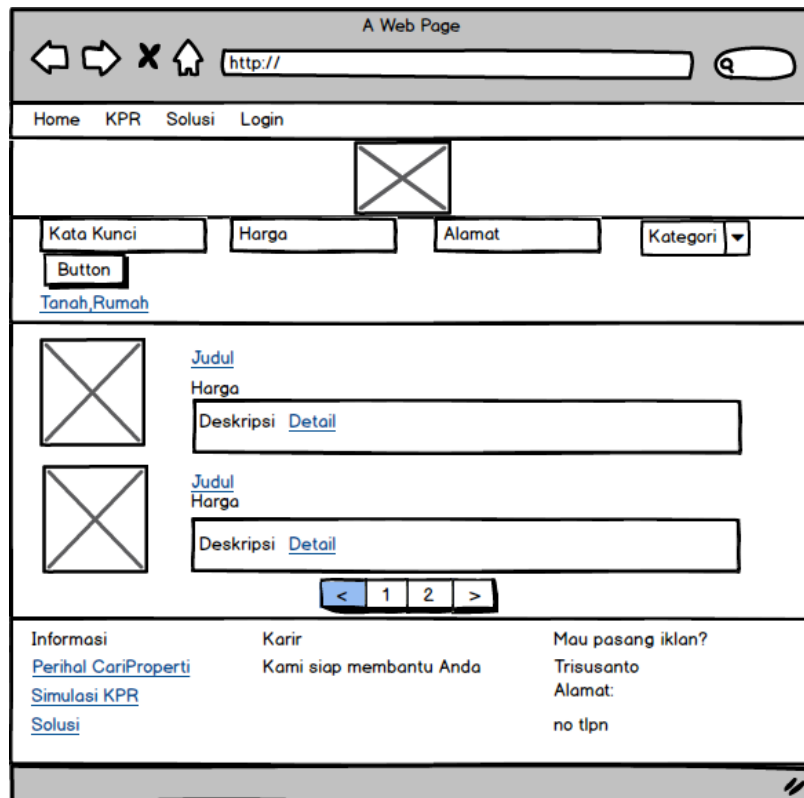 A Web Page
http://
Home KPR Solusi Login
Kata Kunci Harga Alamat Kategori
Button
Tanah,Rumah
Judul
Harga
Deskripsi Detail
Judul
Harga
Deskripsi Detail
< 1 2 >
Informasi Karir Mau pasang iklan?
Perihal CariProperti Kami siap membantu Anda Trisusanto
Simulasi KPR Alamat:
Solusi no tlpn